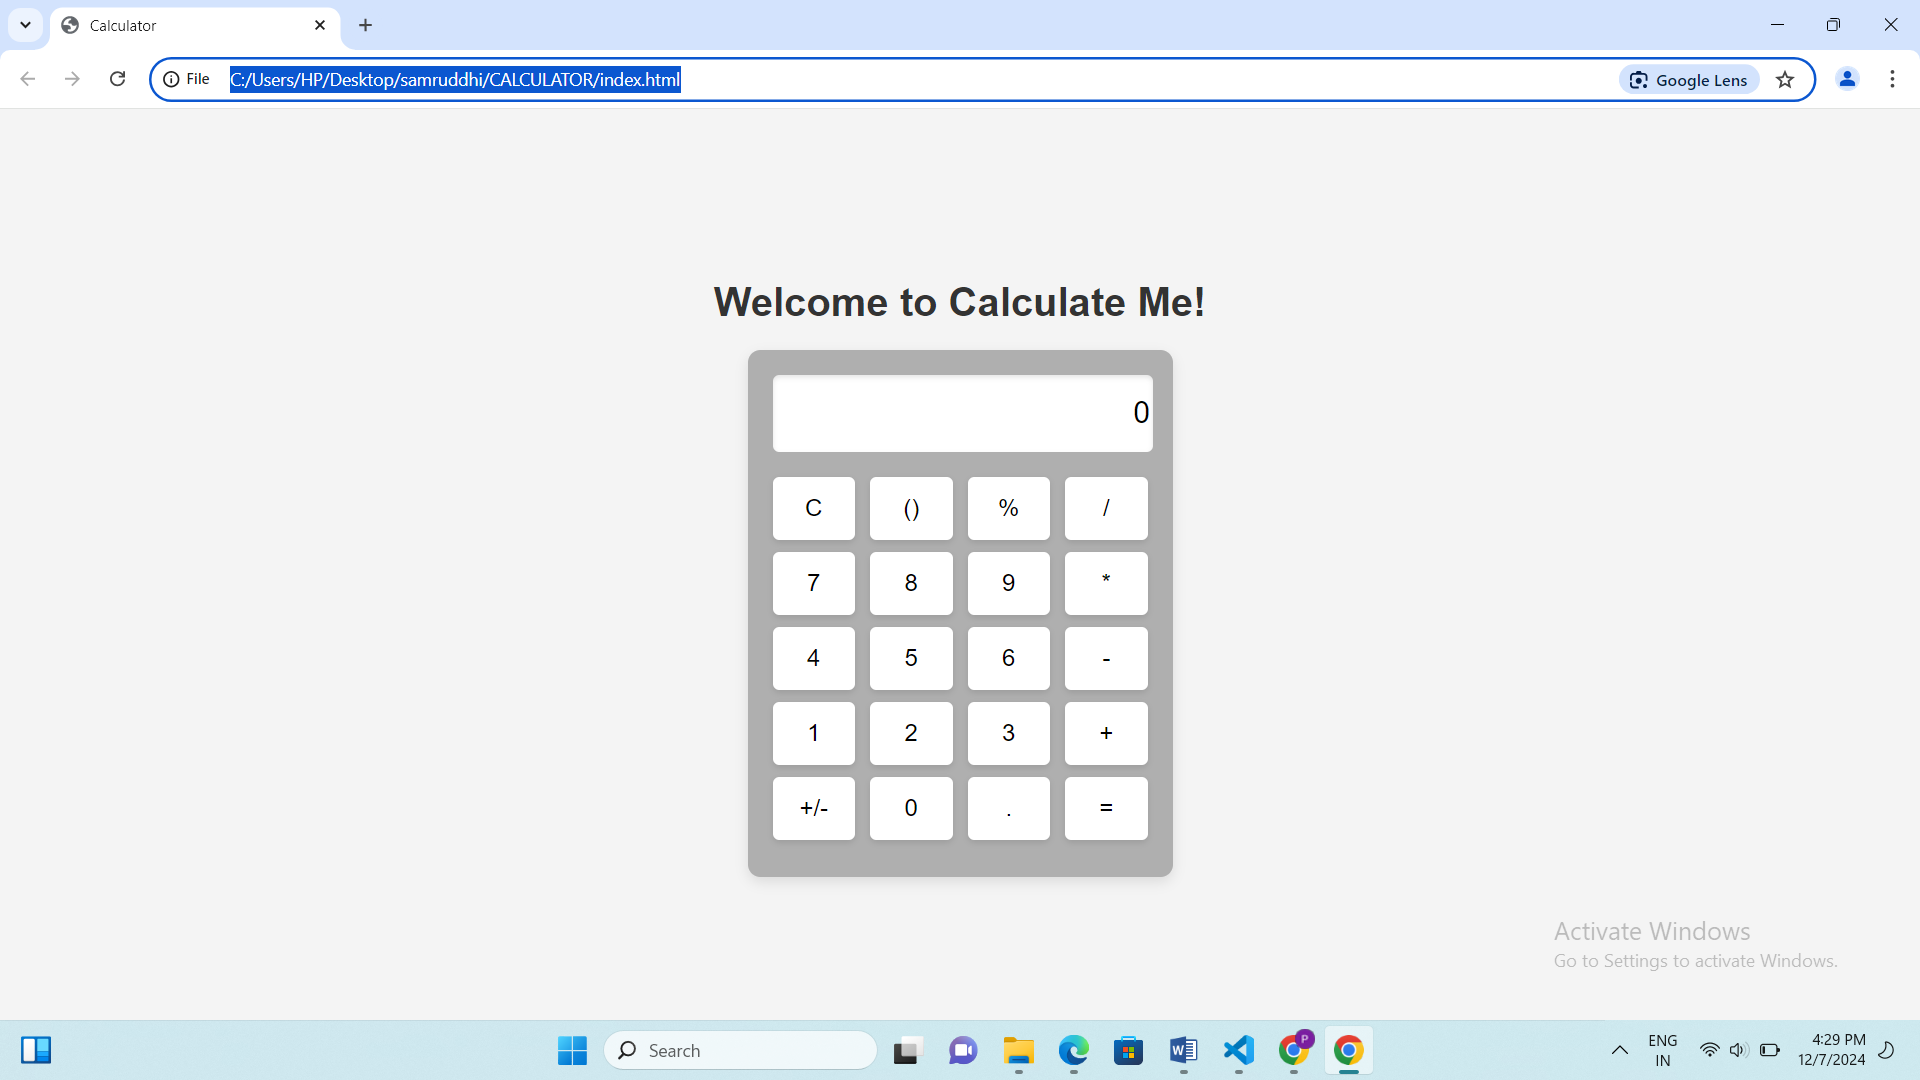 Calculator
File C:/Users/HP/Desktop/samruddhi/CALCULATOR/index.html Google Lens
Welcome to Calculate Me!
0
C () % /
7 8 9 *
4 5 6 -
1 2 3 +
+/- 0 . =
Activate Windows
Go to Settings to activate Windows.
Search
P
ENG
IN
4:29 PM
12/7/2024